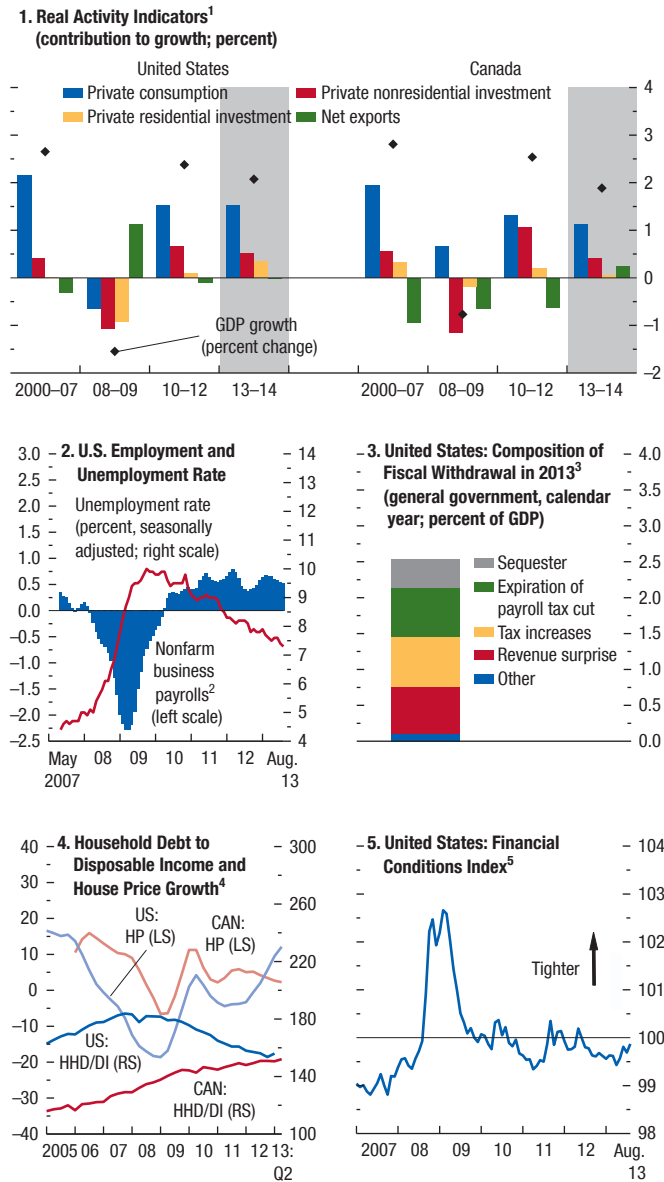 1. Real Activity Indicators1
(contribution to growth; percent)
United States
Canada
Private consumption
Private nonresidential investment
Private residential investment
Net exports
4
3
2
1
0
–1
–2
GDP growth
(percent change)
2000–07
08–09
10–12
13–14
2000–07
08–09
10–12
13–14
2. U.S. Employment and
Unemployment Rate
Unemployment rate
(percent, seasonally
adjusted; right scale)
Nonfarm
business
payrolls2
(left scale)
3.0
2.5
2.0
1.5
1.0
0.5
0.0
–0.5
–1.0
–1.5
–2.0
–2.5
14
13
12
11
10
9
8
7
6
5
4
May
2007
08
09
10
11
12
Aug.
13
3. United States: Composition of
Fiscal Withdrawal in 20133
(general government, calendar
year; percent of GDP)
Sequester
Expiration of
payroll tax cut
Tax increases
Revenue surprise
Other
4.0
3.5
3.0
2.5
2.0
1.5
1.0
0.5
0.0
4. Household Debt to
Disposable Income and
House Price Growth4
US:
HP (LS)
CAN:
HP (LS)
US:
HHD/DI (RS)
CAN:
HHD/DI (RS)
40
30
20
10
0
–10
–20
–30
–40
300
260
220
180
140
100
2005 06 07 08 09 10 11 12 13:
Q2
5. United States: Financial
Conditions Index5
Tighter
104
103
102
101
100
99
98
2007
08
09
10
11
12
Aug.
13